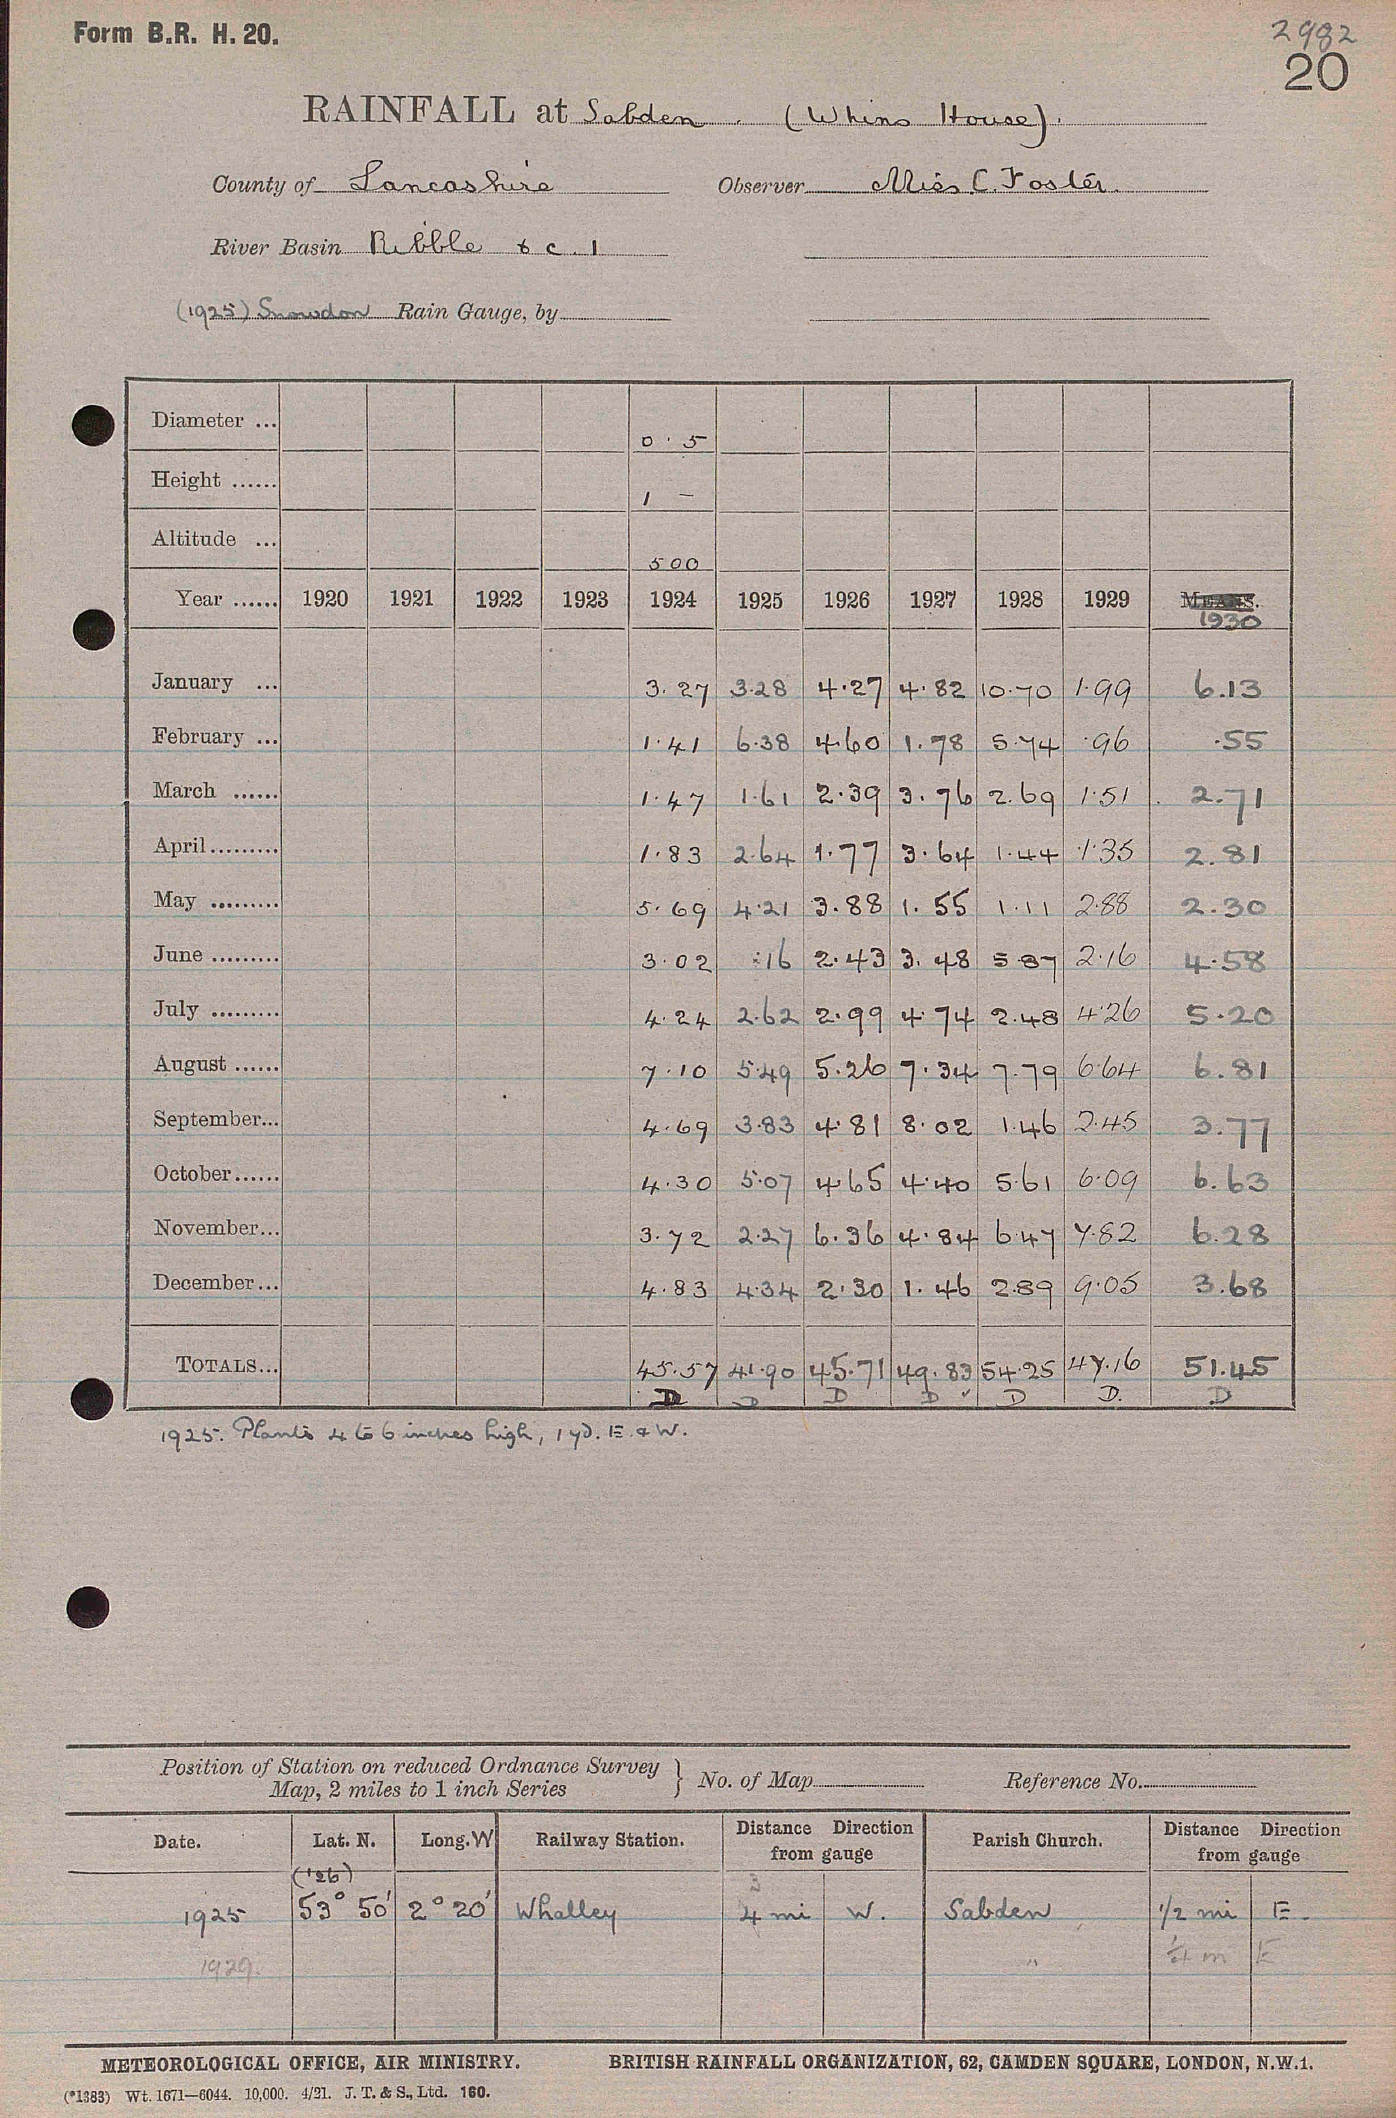 Form B.R. H. 20.
2982
20
RAINFALL at Sabden . (Whins House).
County of Lancashire Observer Miss C. Foster.
River Basin Ribble &c. 1
(1925) Snowdon Rain Gauge, by
Diameter ... 0 . 5
Height ...... 1 –
Altitude ... 500
Year ...... 1920 1921 1922 1923 1924 1925 1926 1927 1928 1929 MEANS.
1930
January ... 3.27 3.28 4.27 4.82 10.70 1.99 6.13
February ... 1.41 6.38 4.60 1.78 5.74 .96 .55
March ...... 1.47 1.61 2.39 3.76 2.69 1.51 2.71
April......... 1.83 2.64 1.77 3.64 1.44 1.35 2.81
May ......... 5.69 4.21 3.88 1.55 1.11 2.88 2.30
June ......... 3.02 .16 2.43 3.48 5.87 2.16 4.58
July ......... 4.24 2.62 2.99 4.74 2.48 4.26 5.20
August ...... 7.10 5.49 5.26 7.34 7.79 6.64 6.81
September... 4.69 3.83 4.81 8.02 1.46 2.45 3.77
October...... 4.30 5.07 4.65 4.40 5.61 6.09 6.63
November... 3.72 2.27 6.36 4.84 6.47 7.82 6.28
December... 4.83 4.34 2.30 1.46 2.89 9.05 3.68
TOTALS... 45.57 41.90 45.71 49.83 54.25 47.16 51.45
D D D D D D. D
1925. Plants 4 to 6 inches high, 1 yd. E. & W.
Position of Station on reduced Ordnance Survey
Map, 2 miles to 1 inch Series } No. of Map Reference No.
Date. Lat. N. Long. W Railway Station. Distance Direction from gauge Parish Church. Distance Direction from gauge
('26)
3
1925 53° 50' 2° 20' Whalley 4 mi W. Sabden 1/2 mi E.
1929. " 1/4 m E
METEOROLOGICAL OFFICE, AIR MINISTRY. BRITISH RAINFALL ORGANIZATION, 62, CAMDEN SQUARE, LONDON, N.W.1.
(*1383) Wt. 1671—6044. 10,000. 4/21. J. T. & S., Ltd. 160.